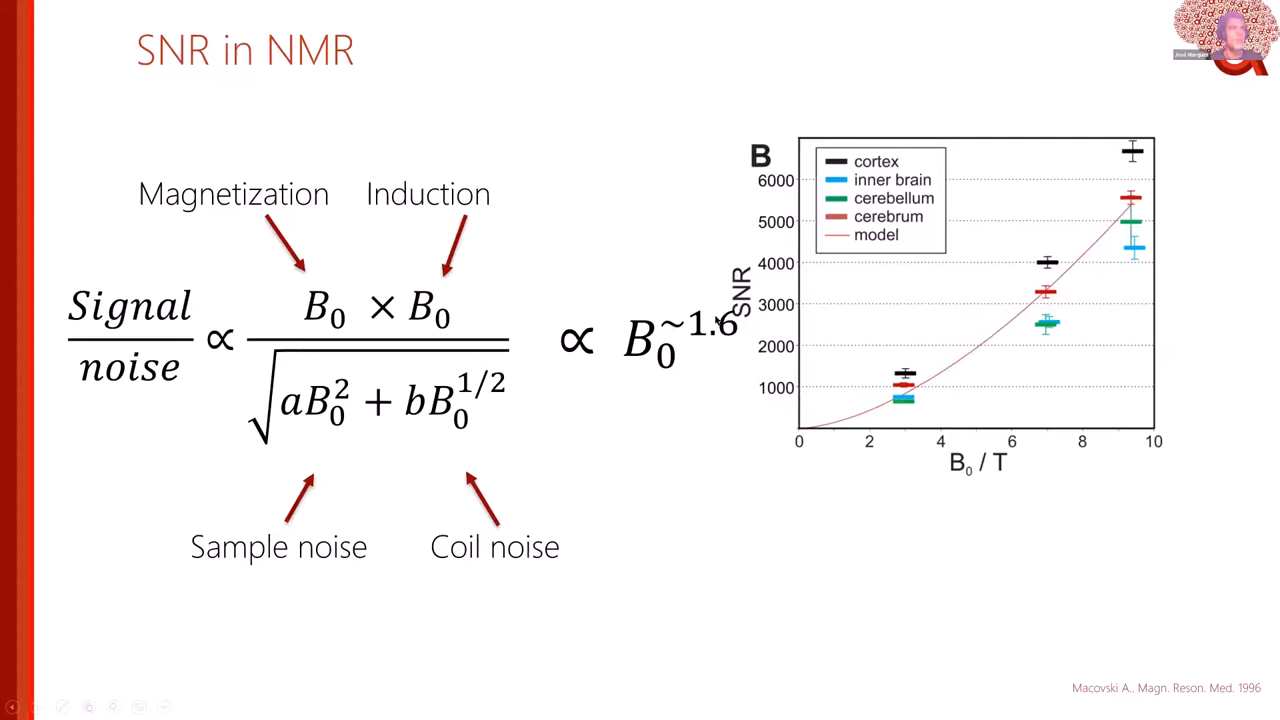 SNR in NMR
José Marques
Magnetization Induction
Signal/noise ∝ B₀ × B₀ / √(aB₀² + bB₀^1/2) ∝ B₀^~1.6
Sample noise Coil noise
B
cortex
inner brain
cerebellum
cerebrum
model
SNR
6000
5000
4000
3000
2000
1000
0 2 4 6 8 10
B₀ / T
Macovski A.. Magn. Reson. Med. 1996